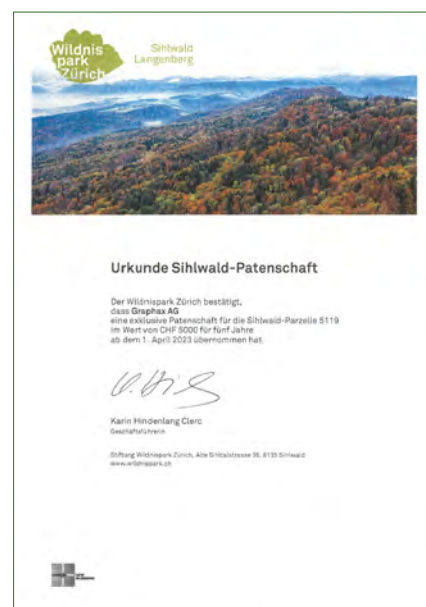 Wildnis
park
Zürich
Sihlwald
Langenberg
Urkunde Sihlwald-Patenschaft
Der Wildnispark Zürich bestätigt,
dass Graphax AG
eine exklusive Patenschaft für die Sihlwald-Parzelle 5119
im Wert von CHF 5000 für fünf Jahre
ab dem 1. April 2023 übernommen hat.
Karin Hindenlang Clerc
Geschäftsführerin
Stiftung Wildnispark Zürich, Alte Sihltalstrasse 38, 8135 Sihlwald
www.wildnispark.ch